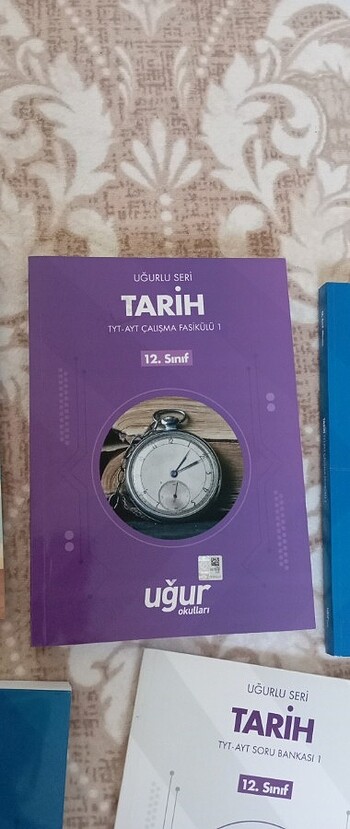 UĞURLU SERİ
TARİH
TYT-AYT ÇALIŞMA FASİKÜLÜ 1
12. Sınıf
uğur
okulları
UĞURLU SERİ
TARİH
TYT-AYT SORU BANKASI 1
12. Sınıf